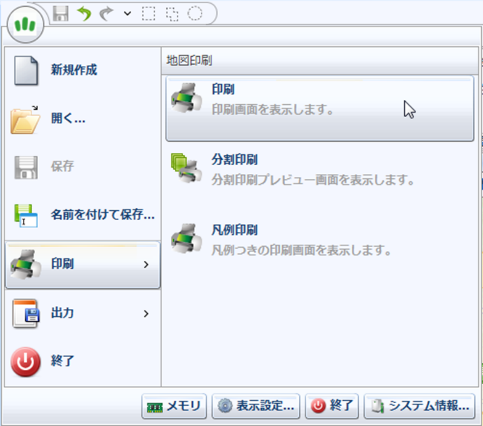 新規作成
開く...
保存
名前を付けて保存...
印刷
出力
終了
地図印刷
印刷
印刷画面を表示します。
分割印刷
分割印刷プレビュー画面を表示します。
凡例印刷
凡例つきの印刷画面を表示します。
メモリ
表示設定...
終了
システム情報...